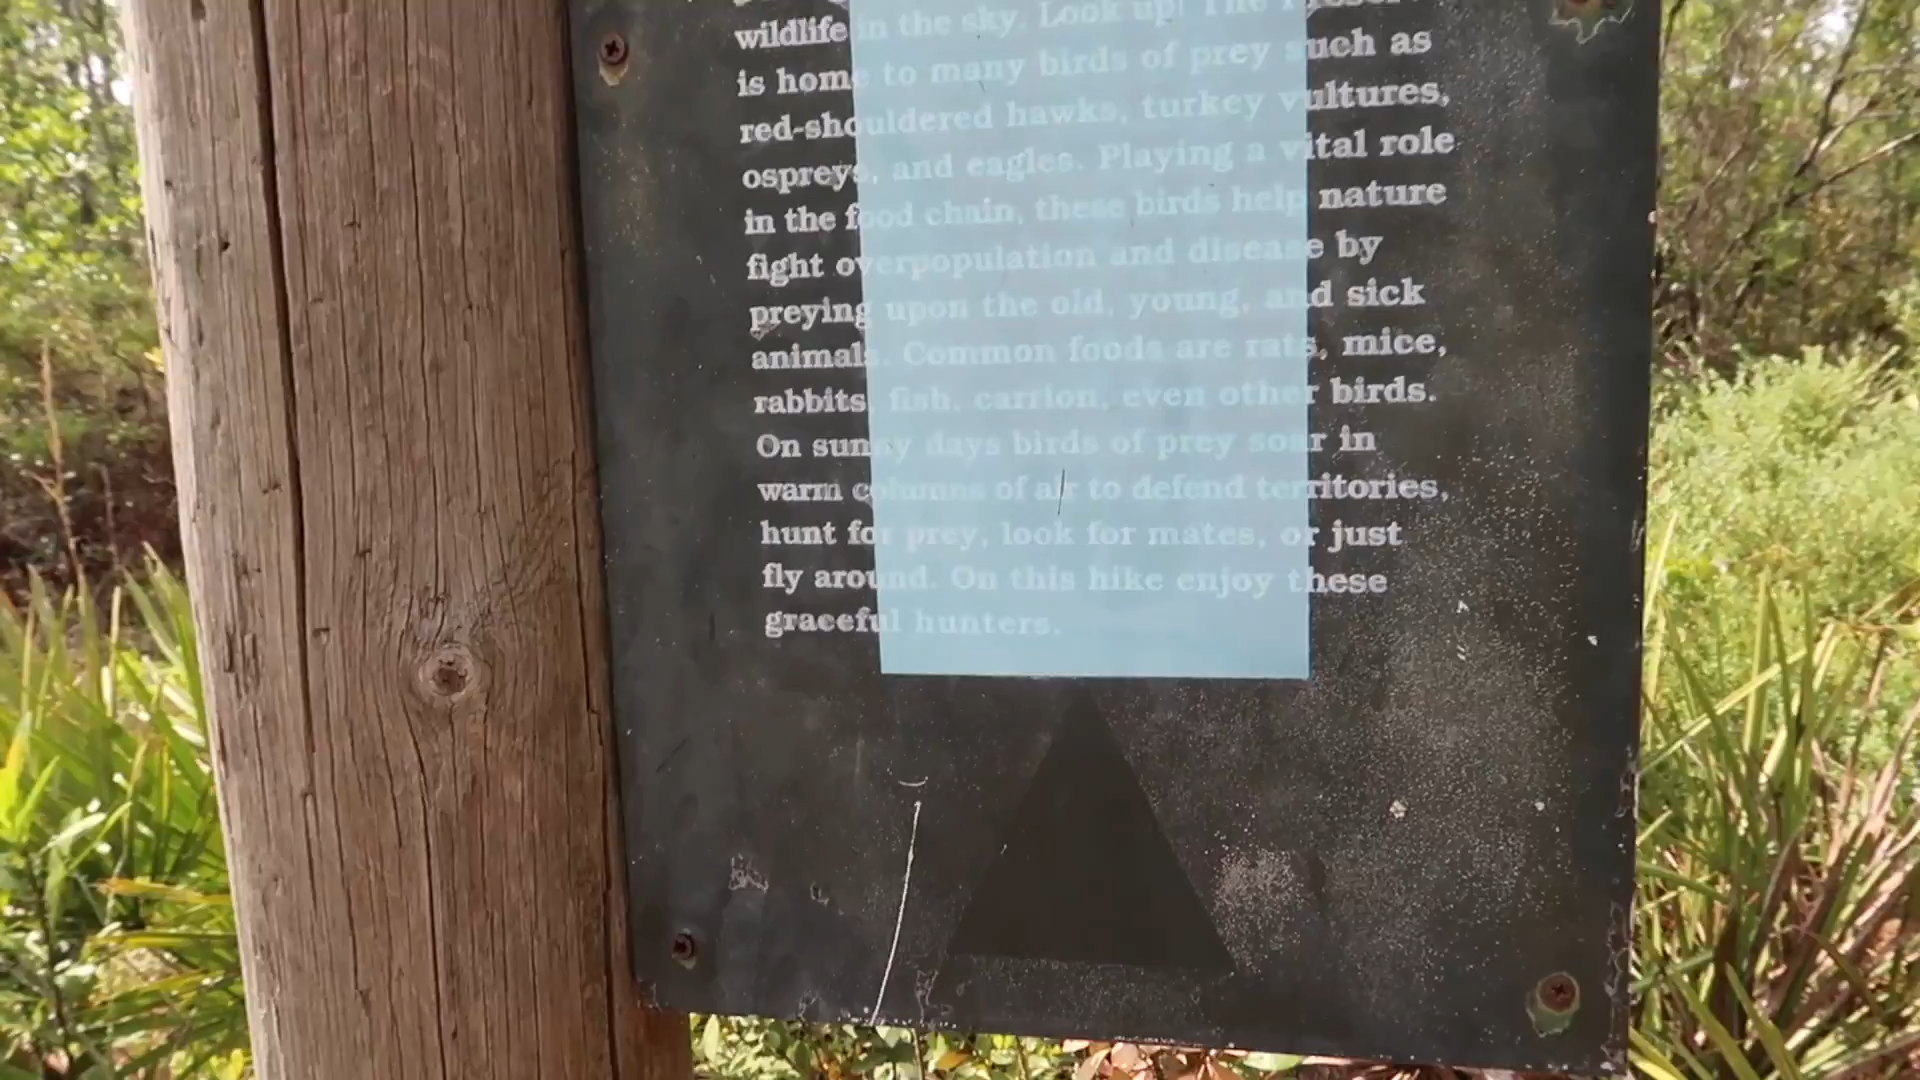 wildlife in the sky. Look up! The
is home to many birds of prey such as
red-shouldered hawks, turkey vultures,
ospreys, and eagles. Playing a vital role
in the food chain, these birds help nature
fight overpopulation and disease by
preying upon the old, young, and sick
animals. Common foods are rats, mice,
rabbits, fish, carrion, even other birds.
On sunny days birds of prey soar in
warm columns of air to defend territories,
hunt for prey, look for mates, or just
fly around. On this hike enjoy these
graceful hunters.